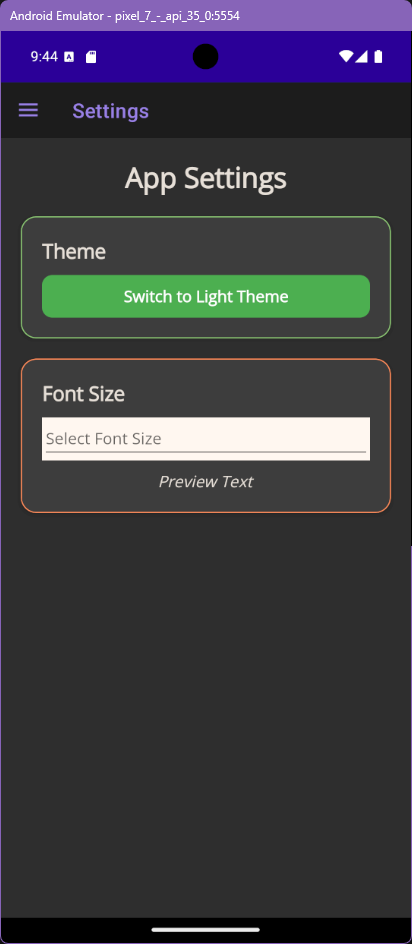 Android Emulator - pixel_7_-_api_35_0:5554
9:44
Settings
App Settings
Theme
Switch to Light Theme
Font Size
Select Font Size
Preview Text